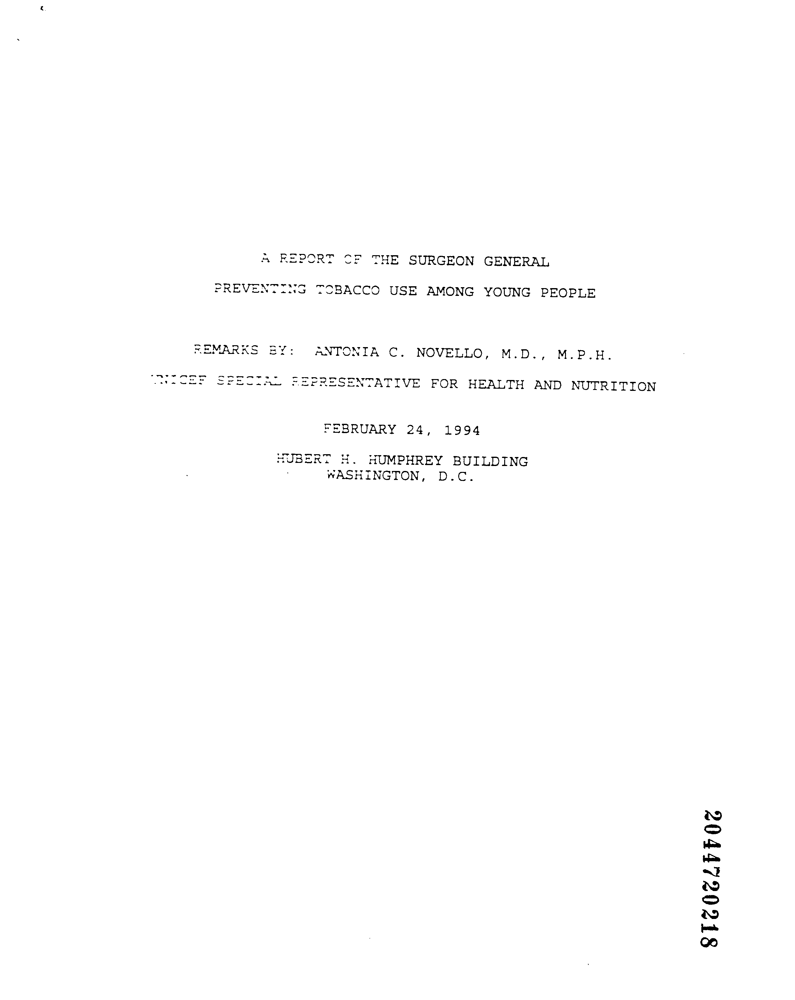 A REPORT OF THE SURGEON GENERAL
PREVENTING TOBACCO USE AMONG YOUNG PEOPLE
REMARKS BY: ANTONIA C. NOVELLO, M.D., M.P.H.
UNICEF SPECIAL REPRESENTATIVE FOR HEALTH AND NUTRITION
FEBRUARY 24, 1994
HUBERT H. HUMPHREY BUILDING
WASHINGTON, D.C.
2044720218